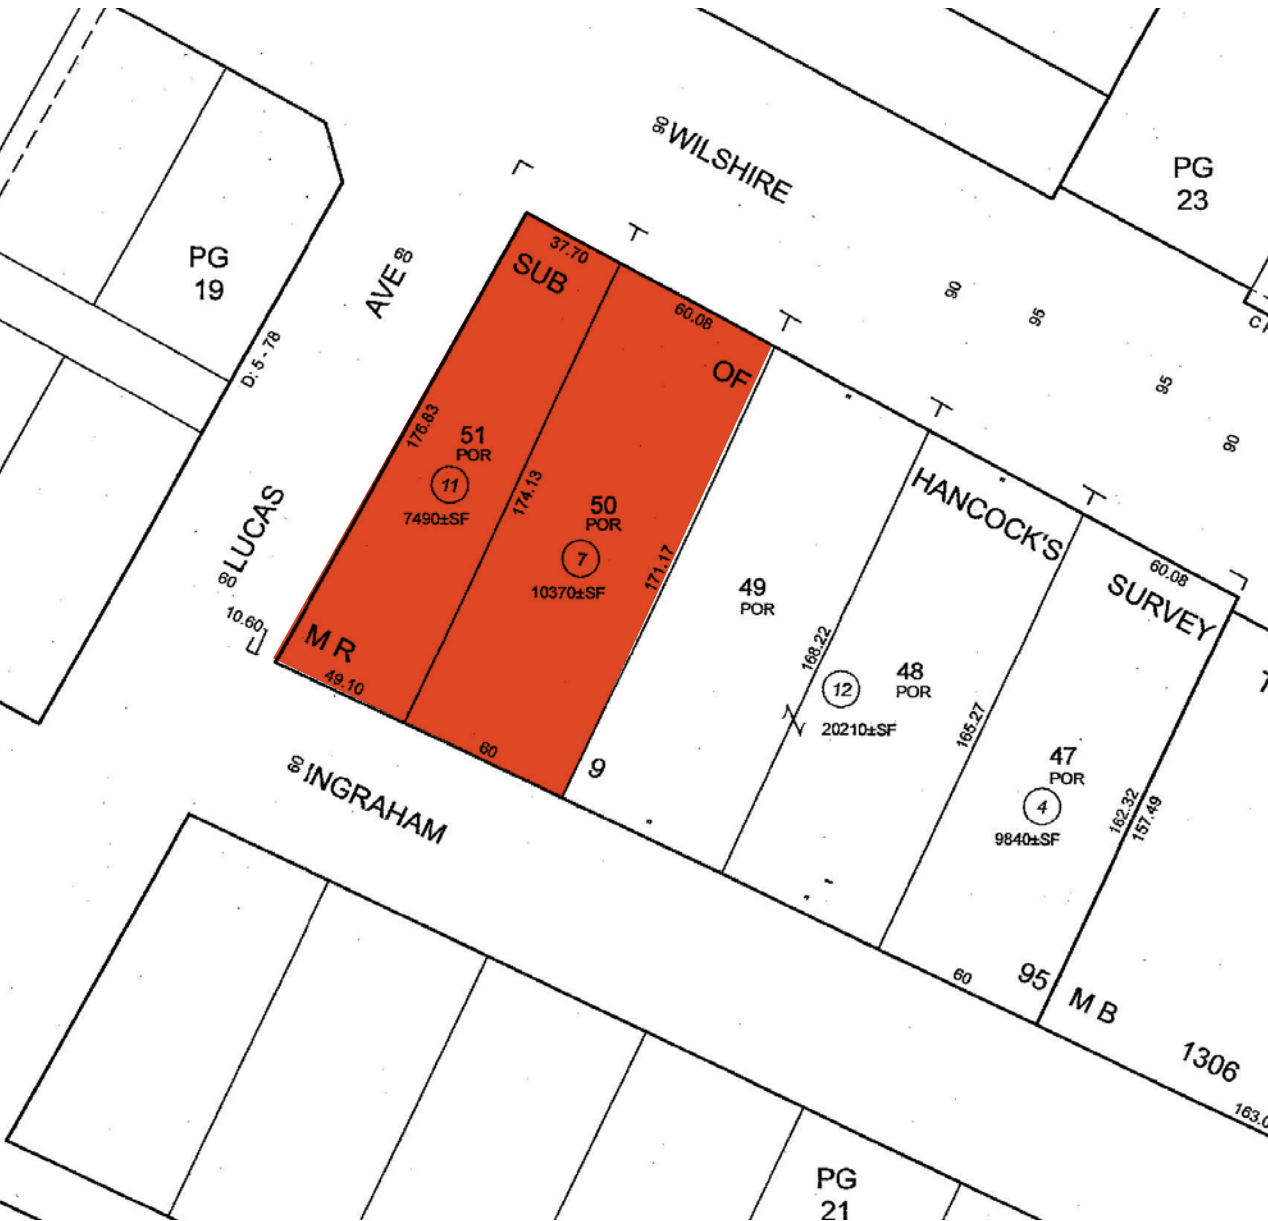 90 WILSHIRE
PG
23
PG
19
AVE 60
D: 5 - 78
37.70
SUB
60.08
OF
90
95
95
90
176.83
51
POR
11
7490±SF
174.13
50
POR
7
10370±SF
171.17
49
POR
HANCOCK'S
60.08
SURVEY
60 LUCAS
10.60
M R
49.10
60
9
168.22
12
48
POR
20210±SF
165.27
47
POR
4
9840±SF
162.32
157.49
60 INGRAHAM
60
95
M B
1306
PG
21